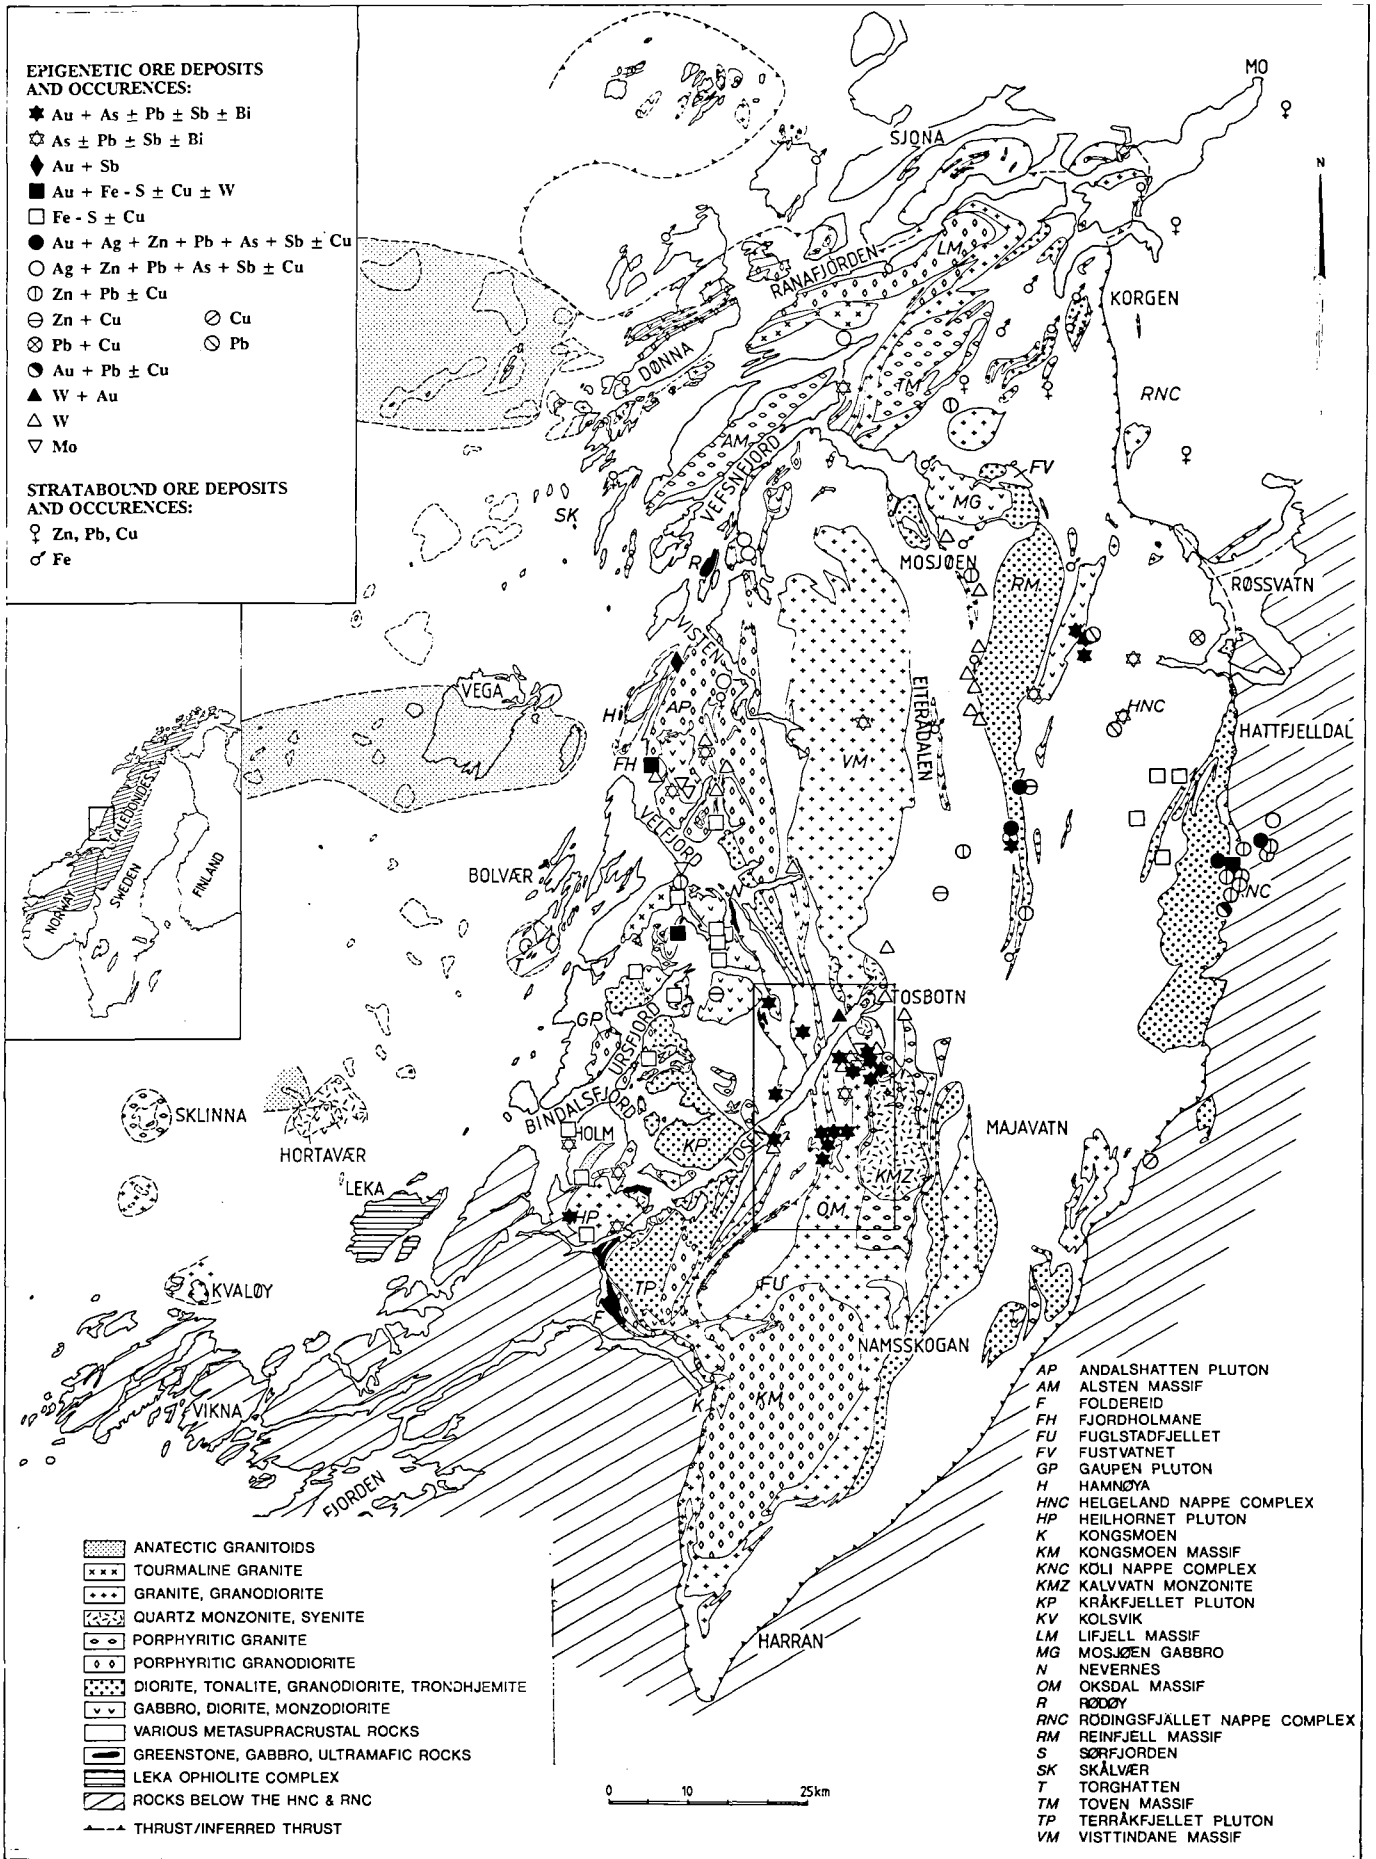 EPIGENETIC ORE DEPOSITS
AND OCCURENCES:
Au + As ± Pb ± Sb ± Bi
As ± Pb ± Sb ± Bi
Au + Sb
Au + Fe - S ± Cu ± W
Fe - S ± Cu
Au + Ag + Zn + Pb + As + Sb ± Cu
Ag + Zn + Pb + As + Sb ± Cu
Zn + Pb ± Cu
Zn + Cu
Cu
Pb + Cu
Pb
Au + Pb ± Cu
W + Au
W
Mo
STRATABOUND ORE DEPOSITS
AND OCCURENCES:
Zn, Pb, Cu
Fe
CALEDONIDES
NORWAY
SWEDEN
FINLAND
MO
N
SJONA
LM
RANAFJORDEN
KORGEN
DØNNA
TM
RNC
AM
VEFSNFJORD
FV
MG
SK
MOSJØEN
R
RM
RØSSVATN
VISTEN
VEGA
H
AP
EITERÅDALEN
HNC
HATTFJELLDAL
FH
VM
VELFJORD
BOLVÆR
KNC
T
TOSBOTN
GP
URSFJORD
SKLINNA
BINDALSFJORD
HOLM
MAJAVATN
HORTAVÆR
KP
TOSEN
LEKA
KMZ
HP
OM
KVALØY
TP
FU
F
NAMSSKOGAN
VIKNA
K
KM
FJORDEN
HARRAN
AP ANDALSHATTEN PLUTON
AM ALSTEN MASSIF
F FOLDEREID
FH FJORDHOLMANE
FU FUGLSTADFJELLET
FV FUSTVATNET
GP GAUPEN PLUTON
H HAMNØYA
HNC HELGELAND NAPPE COMPLEX
HP HEILHORNET PLUTON
K KONGSMOEN
KM KONGSMOEN MASSIF
KNC KÖLI NAPPE COMPLEX
KMZ KALVVATN MONZONITE
KP KRÅKFJELLET PLUTON
KV KOLSVIK
LM LIFJELL MASSIF
MG MOSJØEN GABBRO
N NEVERNES
OM OKSDAL MASSIF
R RØDØY
RNC RÖDINGSFJÄLLET NAPPE COMPLEX
RM REINFJELL MASSIF
S SØRFJORDEN
SK SKÅLVÆR
T TORGHATTEN
TM TOVEN MASSIF
TP TERRÅKFJELLET PLUTON
VM VISTTINDANE MASSIF
ANATECTIC GRANITOIDS
TOURMALINE GRANITE
GRANITE, GRANODIORITE
QUARTZ MONZONITE, SYENITE
PORPHYRITIC GRANITE
PORPHYRITIC GRANODIORITE
DIORITE, TONALITE, GRANODIORITE, TRONDHJEMITE
GABBRO, DIORITE, MONZODIORITE
VARIOUS METASUPRACRUSTAL ROCKS
GREENSTONE, GABBRO, ULTRAMAFIC ROCKS
LEKA OPHIOLITE COMPLEX
ROCKS BELOW THE HNC & RNC
THRUST/INFERRED THRUST
0 10 25km